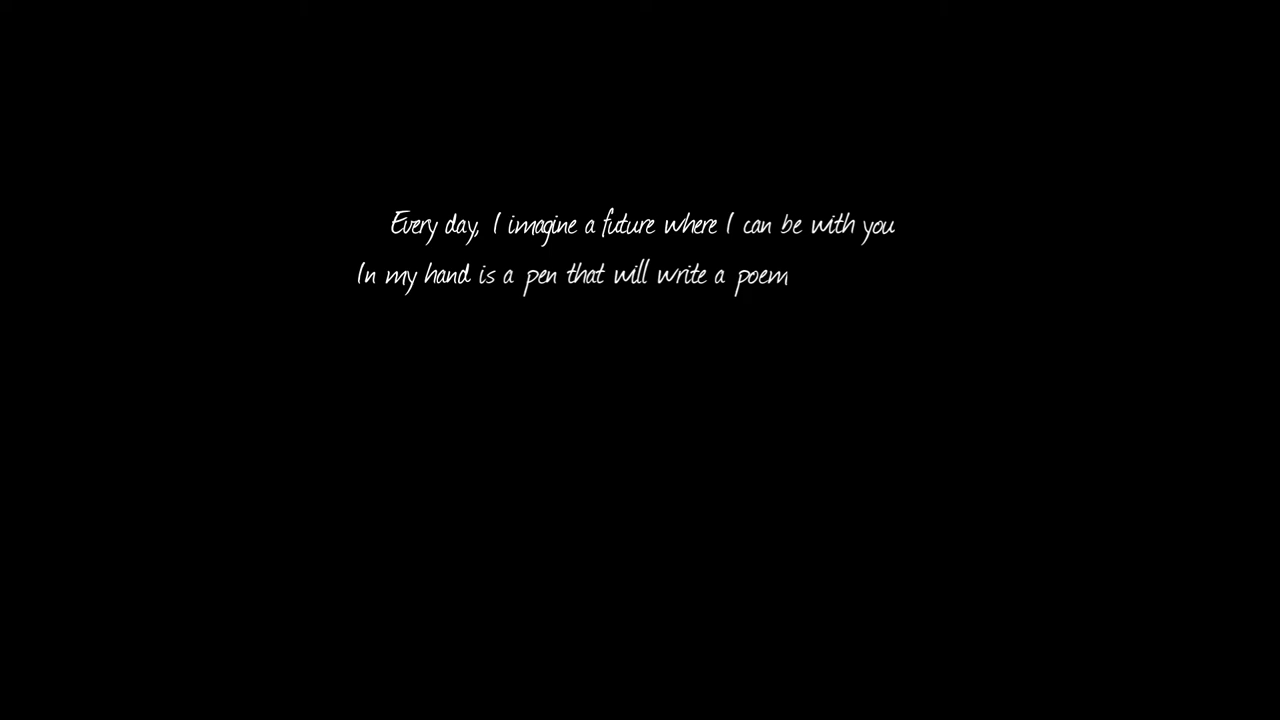 Every day, I imagine a future where I can be with you
In my hand is a pen that will write a poem